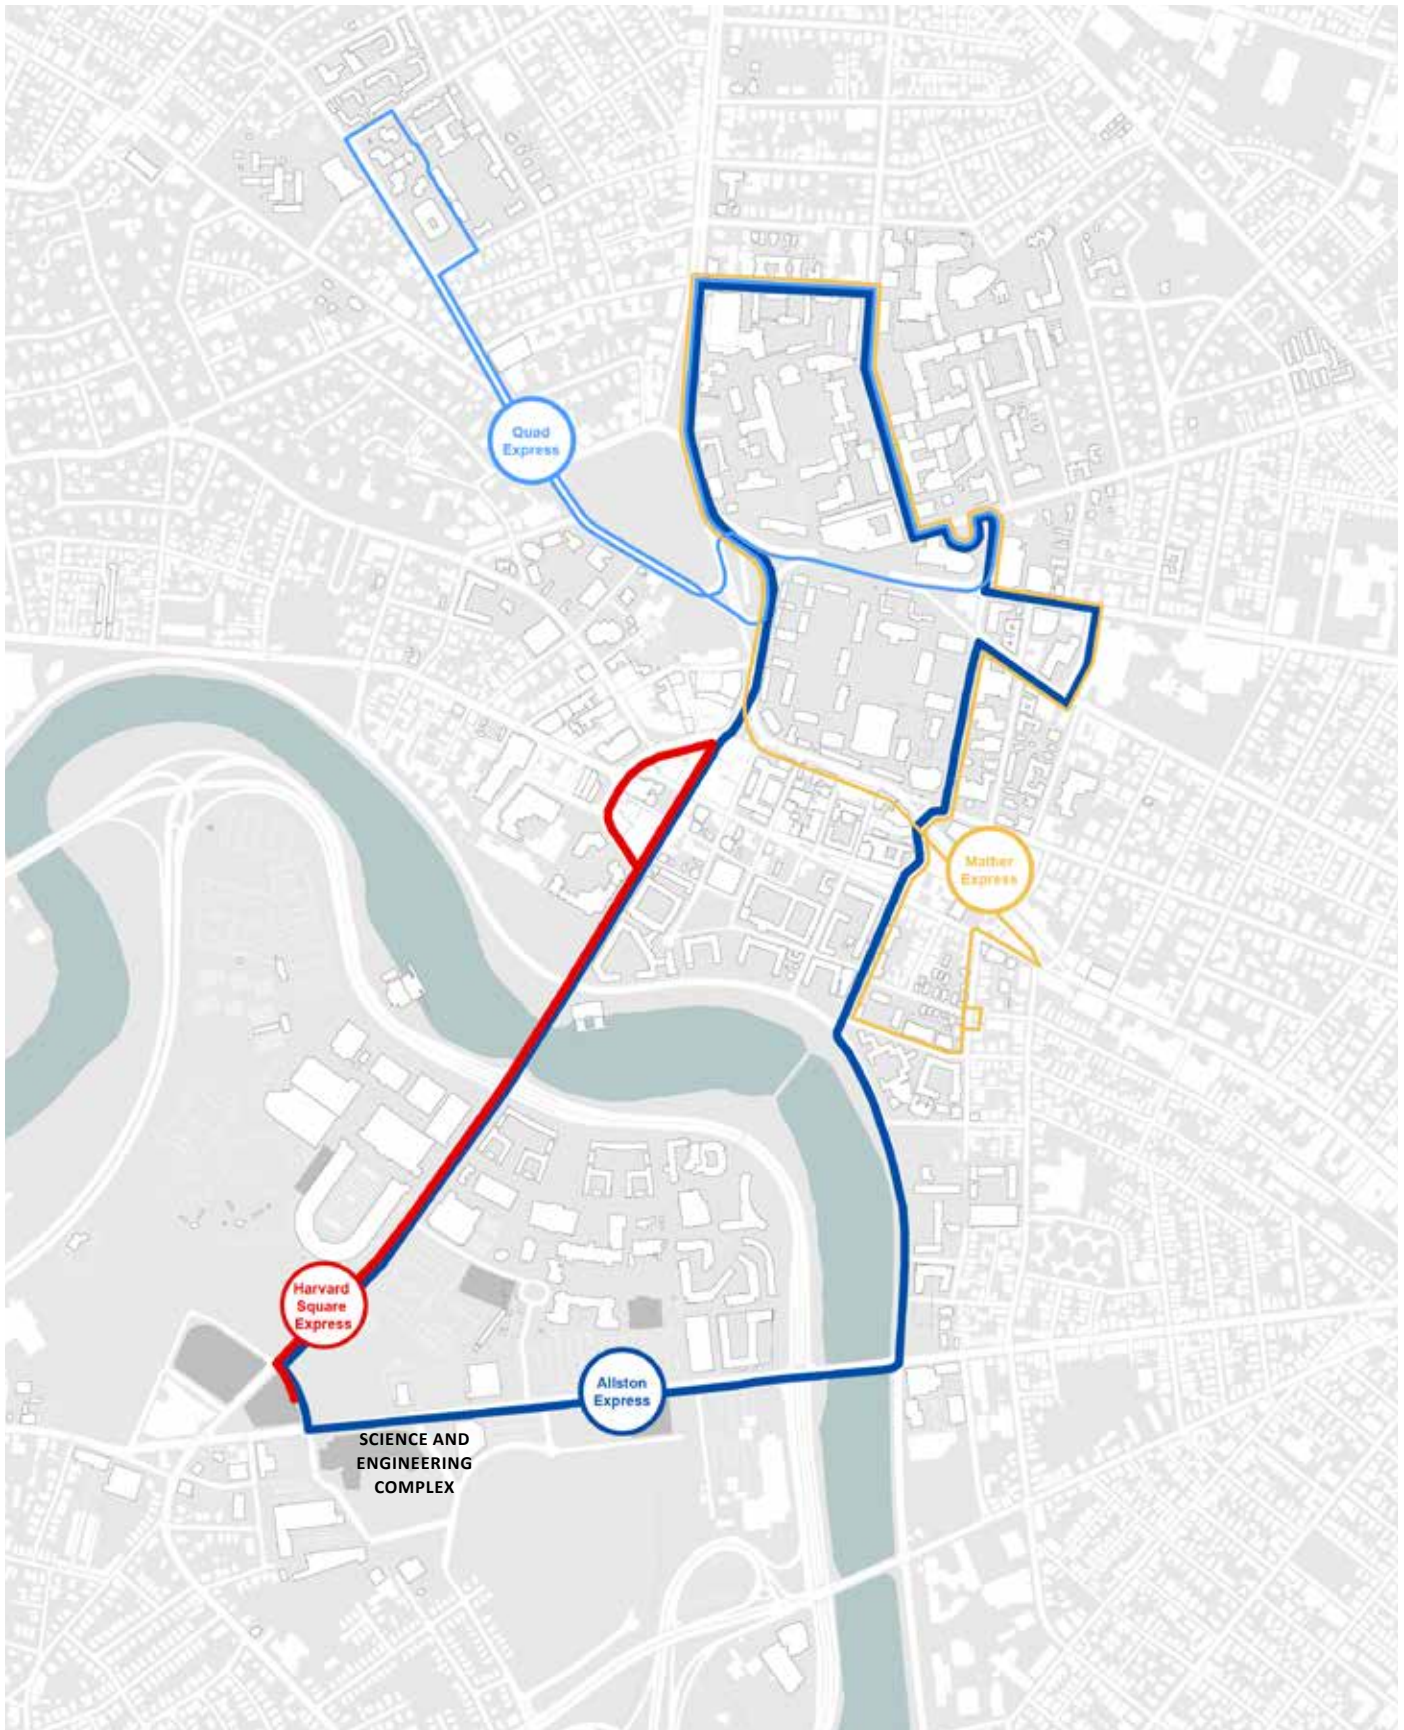 Quad
Express
Mather
Express
Harvard
Square
Express
Allston
Express
SCIENCE AND
ENGINEERING
COMPLEX